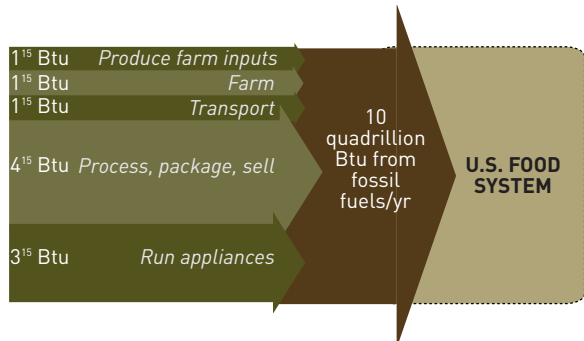 1¹⁵ Btu Produce farm inputs
1¹⁵ Btu Farm
1¹⁵ Btu Transport
4¹⁵ Btu Process, package, sell
3¹⁵ Btu Run appliances
10
quadrillion
Btu from
fossil
fuels/yr
U.S. FOOD
SYSTEM